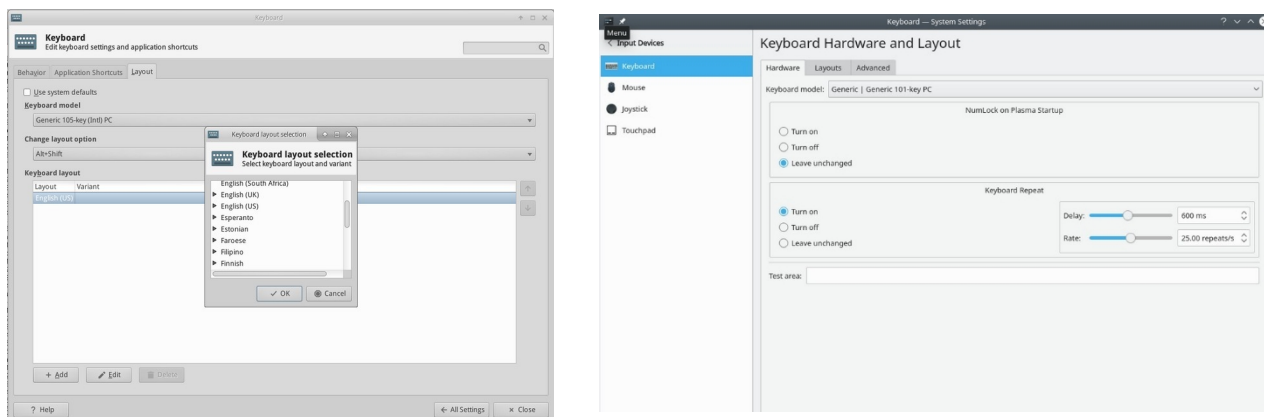 Keyboard
Keyboard
Edit keyboard settings and application shortcuts
Behavior Application Shortcuts Layout
Use system defaults
Keyboard model
Generic 105-key (Intl) PC
Change layout option
Alt+Shift
Keyboard layout
Layout Variant
English (US)
Keyboard layout selection
Keyboard layout selection
Select keyboard layout and variant
English (South Africa)
English (UK)
English (US)
Esperanto
Estonian
Faroese
Filipino
Finnish
OK Cancel
Add Edit Delete
? Help All Settings Close
Keyboard — System Settings
Menu
Input Devices
Keyboard
Mouse
Joystick
Touchpad
Keyboard Hardware and Layout
Hardware Layouts Advanced
Keyboard model: Generic | Generic 101-key PC
NumLock on Plasma Startup
Turn on
Turn off
Leave unchanged
Keyboard Repeat
Turn on
Turn off
Leave unchanged
Delay: 600 ms
Rate: 25.00 repeats/s
Test area: